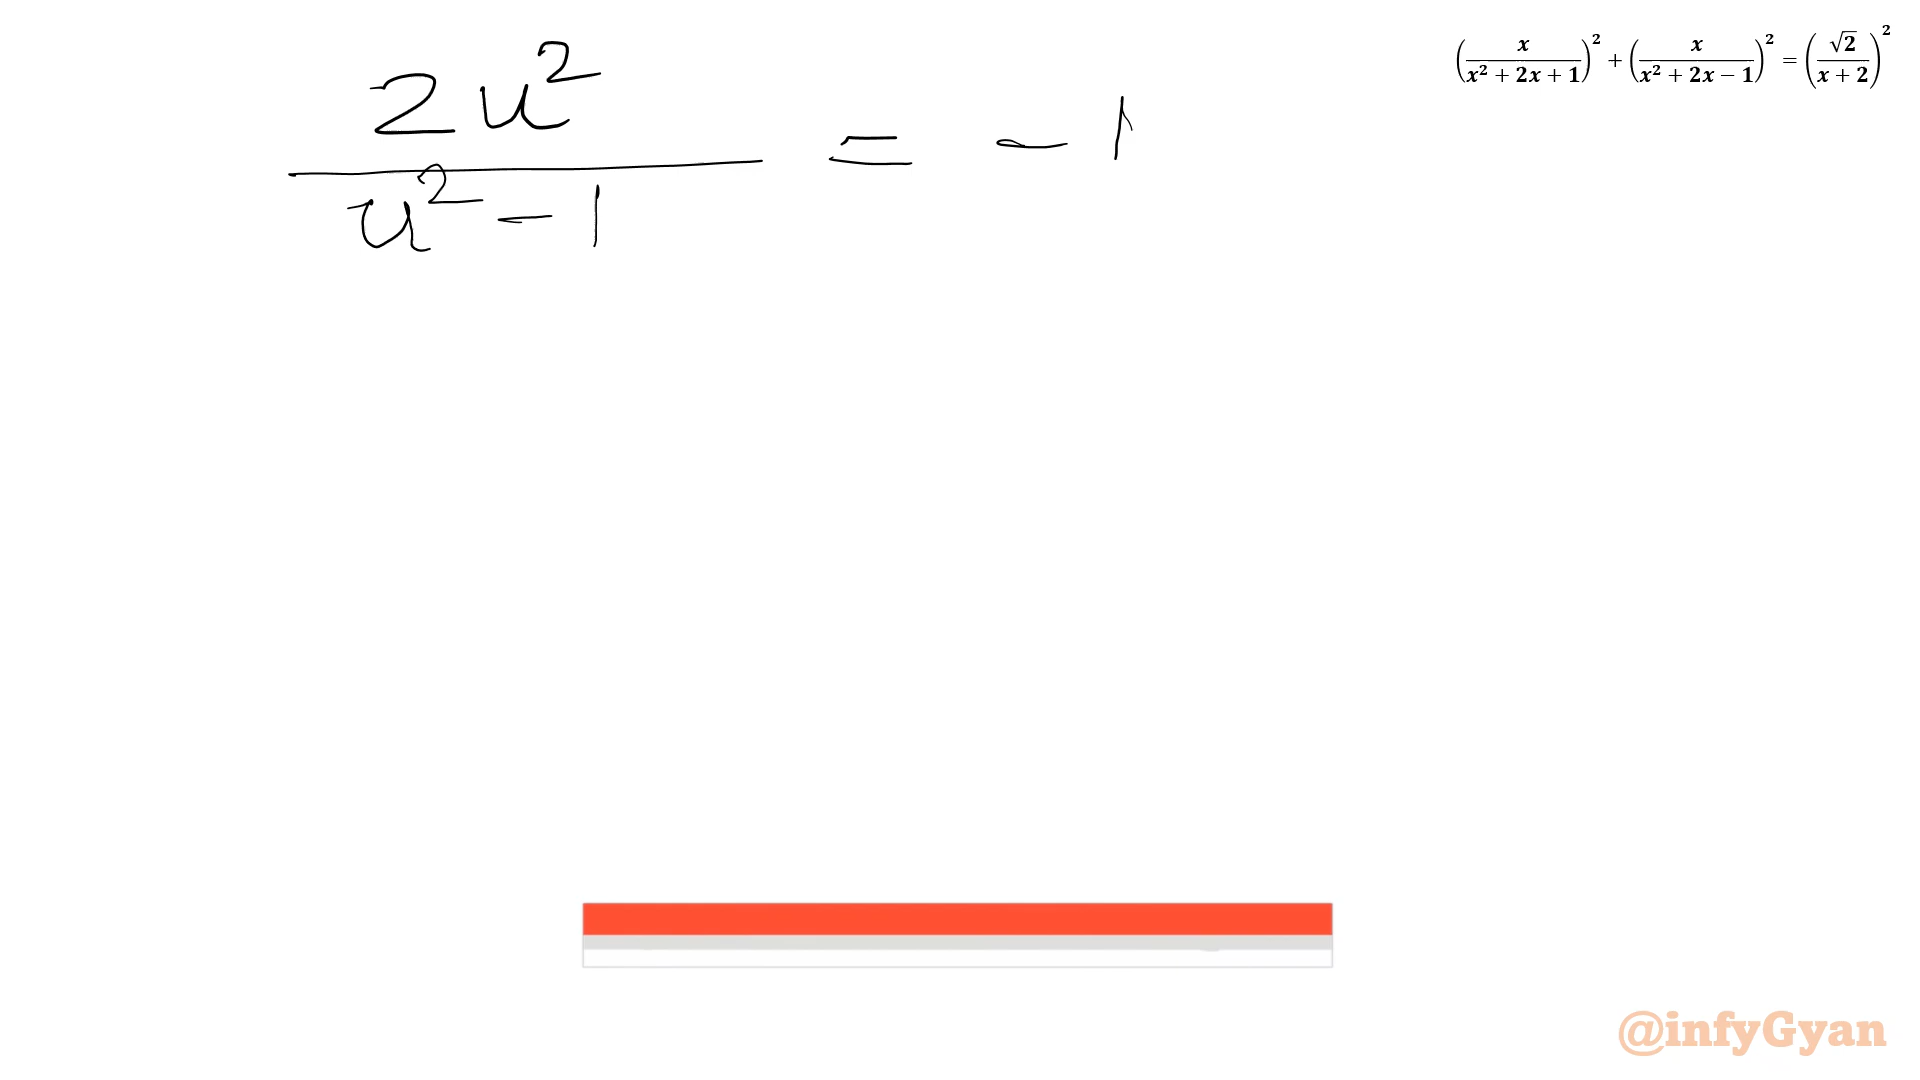 (x/(x² + 2x + 1))² + (x/(x² + 2x − 1))² = (√2/(x + 2))²
2u²/(u² − 1) = − 1
@infyGyan